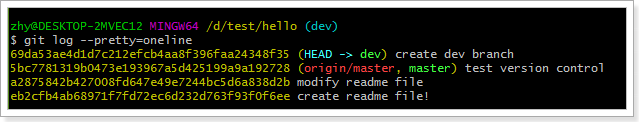 zhy@DESKTOP-2MVEC12 MINGW64 /d/test/hello (dev)
$ git log --pretty=oneline
69da53ae4d1d7c212efcb4aa8f396faa24348f35 (HEAD -> dev) create dev branch
5bc7781319b0473e193967a5d425199a9a192728 (origin/master, master) test version control
a2875842b427008fd647e49e7244bc5d6a838d2b modify readme file
eb2cfb4ab68971f7fd72ec6d232d763f93f0f6ee create readme file!